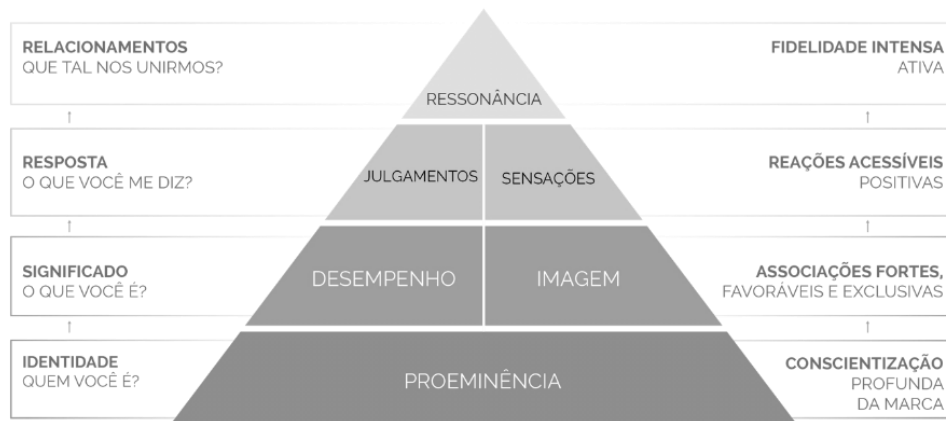 RELACIONAMENTOS
QUE TAL NOS UNIRMOS?
RESSONÂNCIA
FIDELIDADE INTENSA
ATIVA
RESPOSTA
O QUE VOCÊ ME DIZ?
JULGAMENTOS
SENSAÇÕES
REAÇÕES ACESSÍVEIS
POSITIVAS
SIGNIFICADO
O QUE VOCÊ É?
DESEMPENHO
IMAGEM
ASSOCIAÇÕES FORTES,
FAVORÁVEIS E EXCLUSIVAS
IDENTIDADE
QUEM VOCÊ É?
PROEMINÊNCIA
CONSCIENTIZAÇÃO
PROFUNDA
DA MARCA